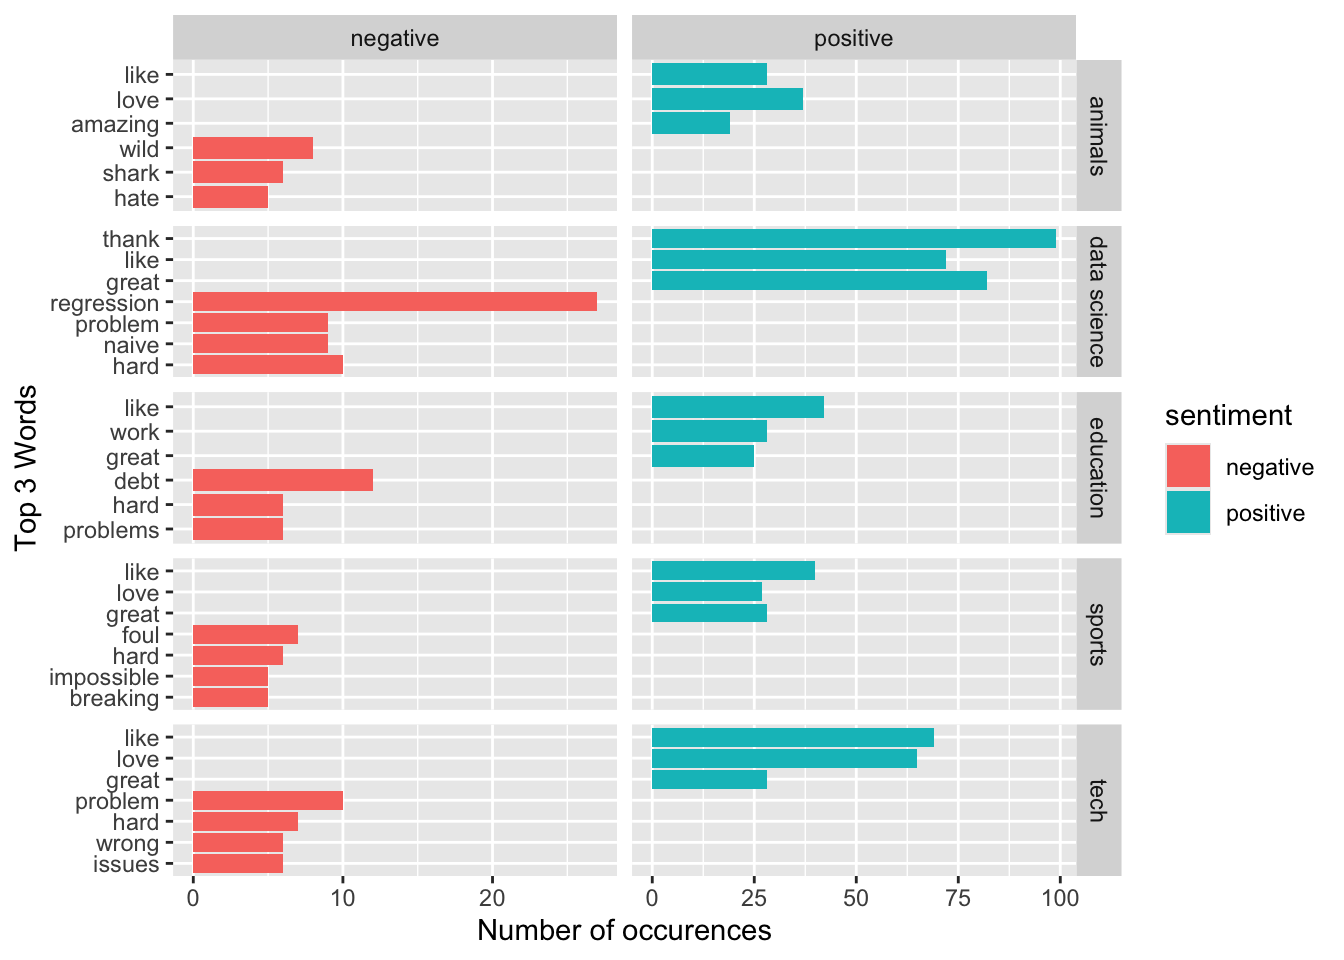 negative
positive
like
love
amazing
wild
shark
hate
animals
thank
like
great
regression
problem
naive
hard
data science
like
work
great
debt
hard
problems
education
like
love
great
foul
hard
impossible
breaking
sports
like
love
great
problem
hard
wrong
issues
tech
0 10 20
0 25 50 75 100
Number of occurences
Top 3 Words
sentiment
negative
positive